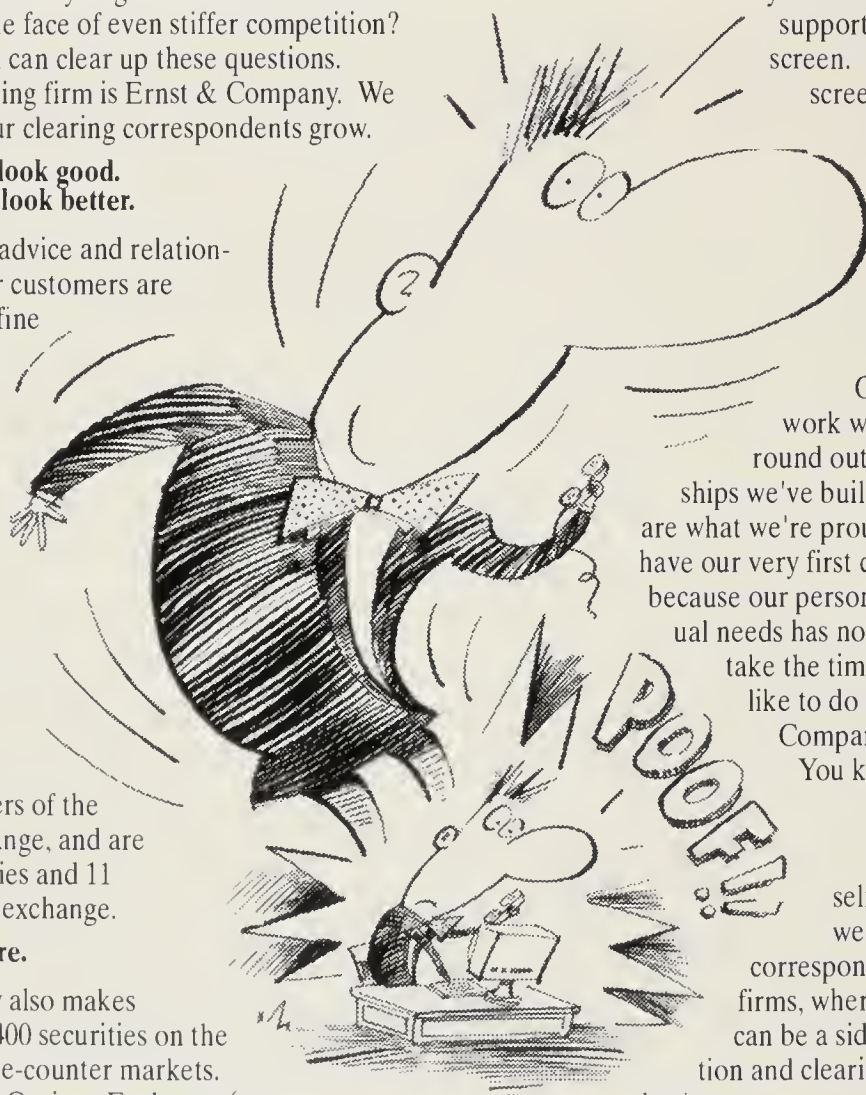 e face of even stiffer competition?
can clear up these questions.
ing firm is Ernst & Company. We
ur clearing correspondents grow.
look good.
look better.
advice and relation-
r customers are
fine
ers of the
ange, and are
ies and 11
exchange.
re.
y also makes
400 securities on the
e-counter markets.
support
screen.
scree
work w
round out
ships we've buil
are what we're prou
have our very first c
because our person
ual needs has no
take the tim
like to do
Compar
You k
POOF!!
sel
we
correspon
firms, wher
can be a sid
tion and cleari